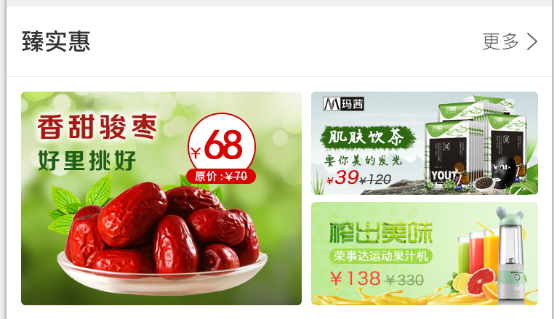 臻实惠
更多
香甜骏枣
好里挑好
¥68
原价:¥70
玛茜
肌肤饮茶
要你美的发光
¥39 ¥120
YOUT
YOU
榨出美味
荣事达运动果汁机
¥138 ¥330